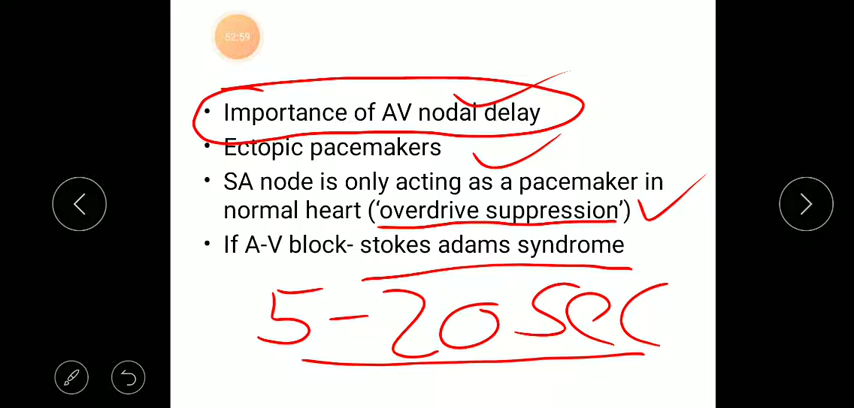 52:59
• Importance of AV nodal delay
• Ectopic pacemakers
• SA node is only acting as a pacemaker in
normal heart (‘overdrive suppression’)
• If A-V block- stokes adams syndrome
5-20 sec